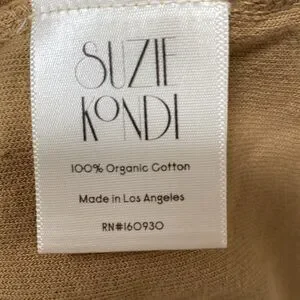 SUZIE
KONDI
100% Organic Cotton
Made in Los Angeles
RN#160930